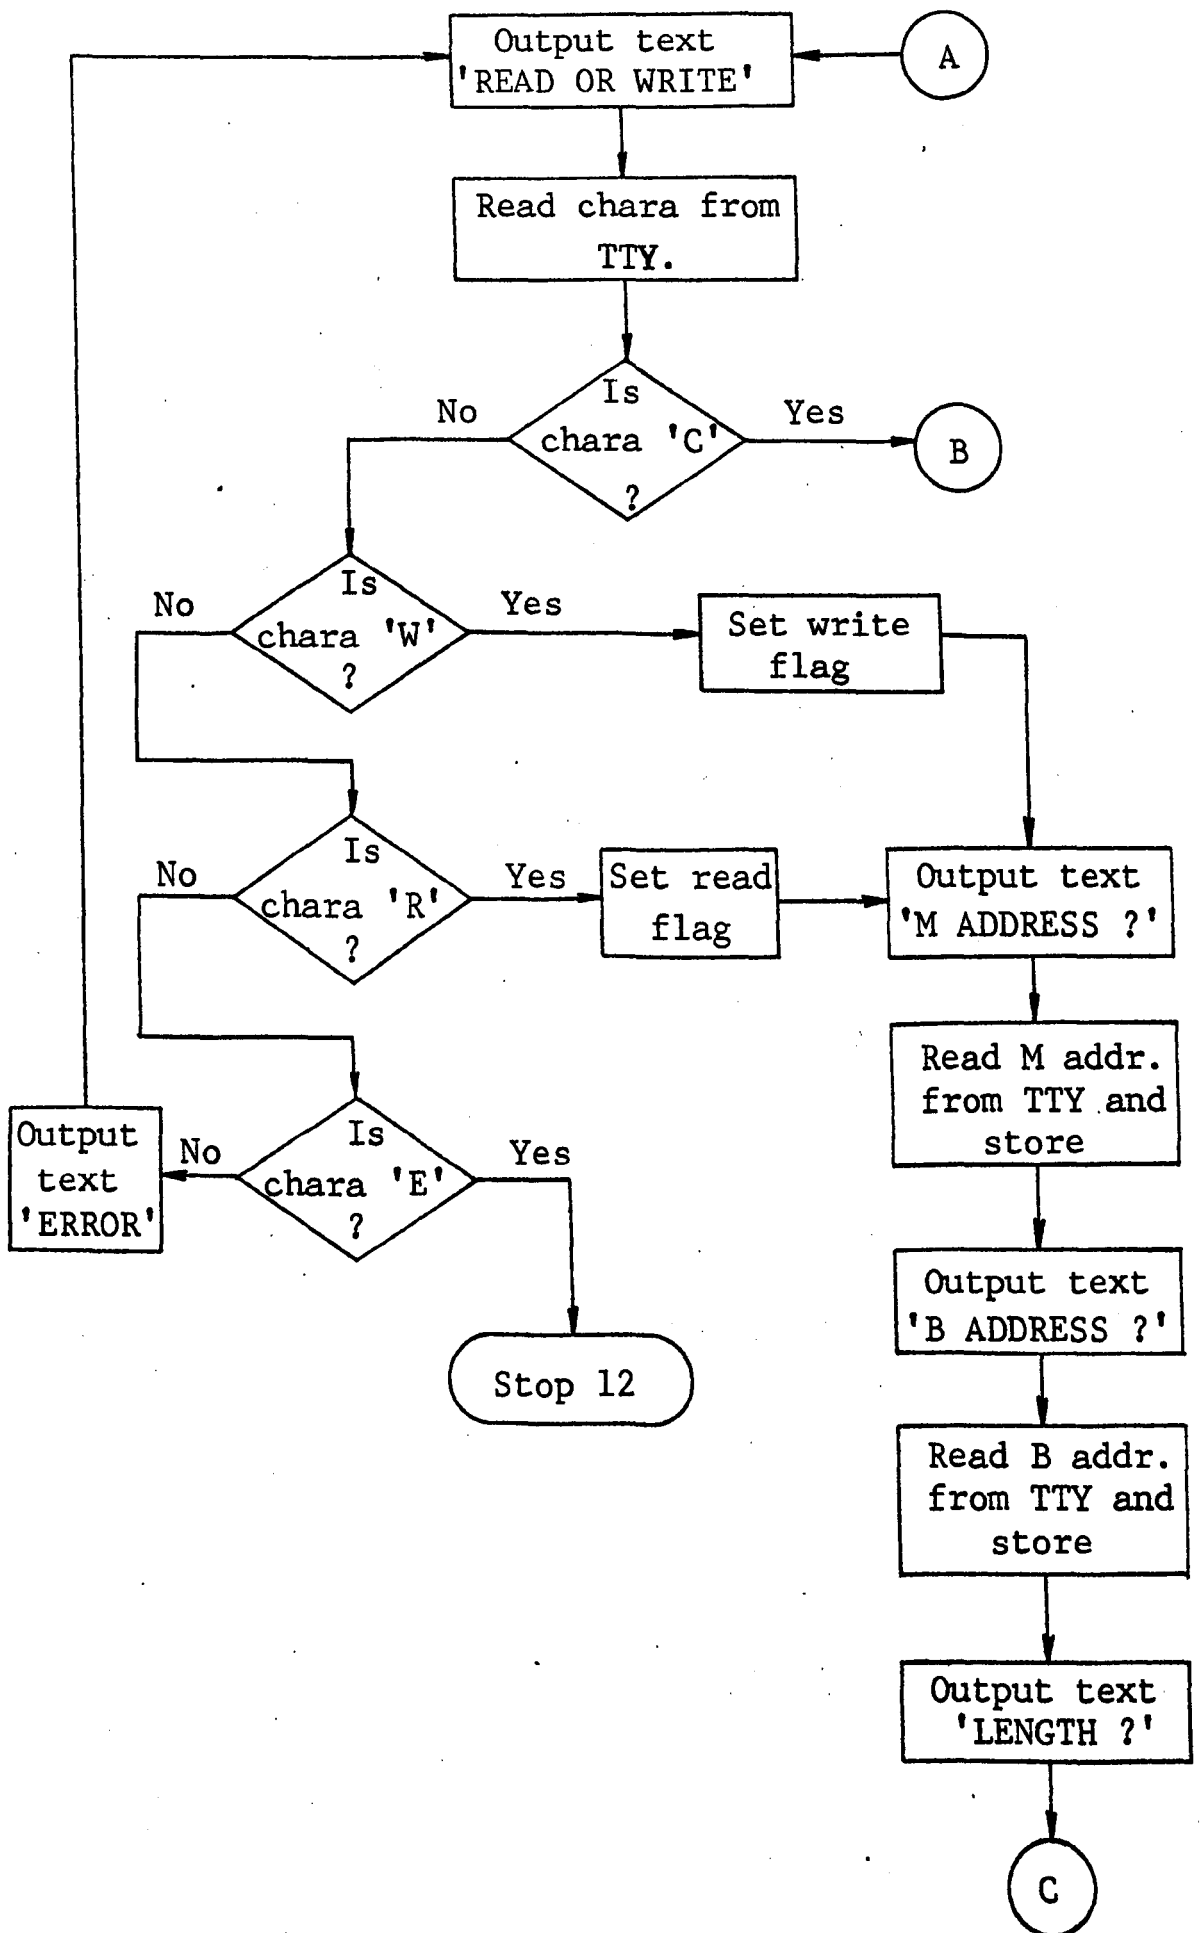 Output text
'READ OR WRITE'
A
Read chara from
TTY.
Is
chara 'C'
?
No
Yes
B
Is
chara 'W'
?
No
Yes
Set write
flag
Is
chara 'R'
?
No
Yes
Set read
flag
Output text
'M ADDRESS ?'
Read M addr.
from TTY and
store
Is
chara 'E'
?
No
Yes
Output
text
'ERROR'
Stop 12
Output text
'B ADDRESS ?'
Read B addr.
from TTY and
store
Output text
'LENGTH ?'
C